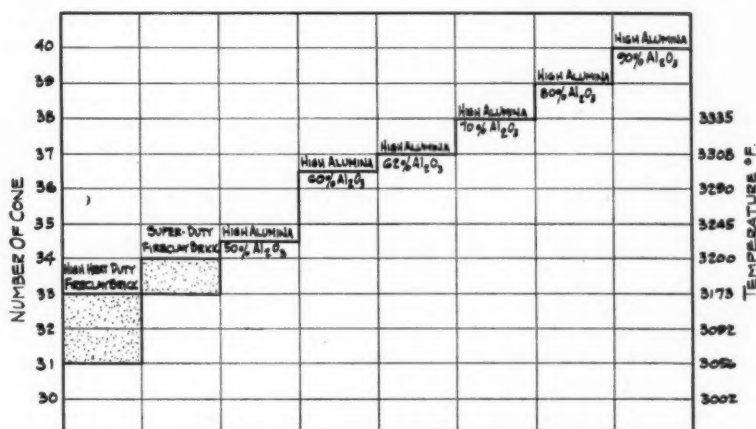 NUMBER OF CONE
40
39
38
37
36
35
34
33
32
31
30
HIGH HEAT DUTY
FIRECLAY BRICK
SUPER-DUTY
FIRECLAY BRICK
HIGH ALUMINA
50% Al2O3
HIGH ALUMINA
60% Al2O3
HIGH ALUMINA
62% Al2O3
HIGH ALUMINA
70% Al2O3
HIGH ALUMINA
80% Al2O3
HIGH ALUMINA
90% Al2O3
3335
3308
3290
3245
3200
3173
3092
3056
3002
TEMPERATURE °F.